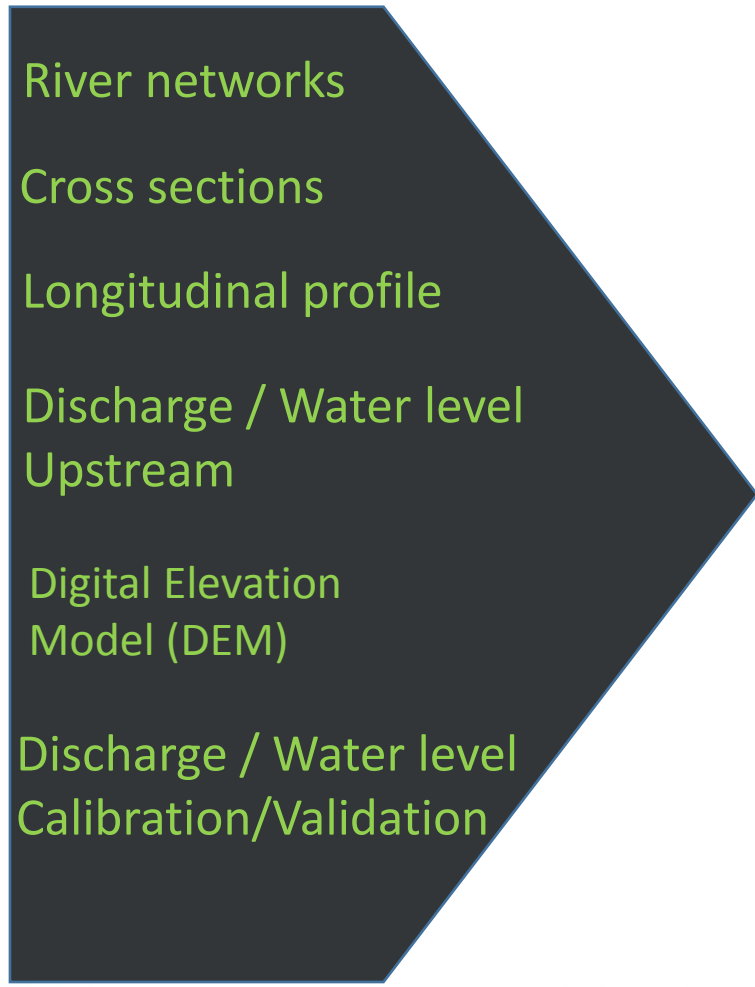 River networks
Cross sections
Longitudinal profile
Discharge / Water level
Upstream
Digital Elevation
Model (DEM)
Discharge / Water level
Calibration/Validation